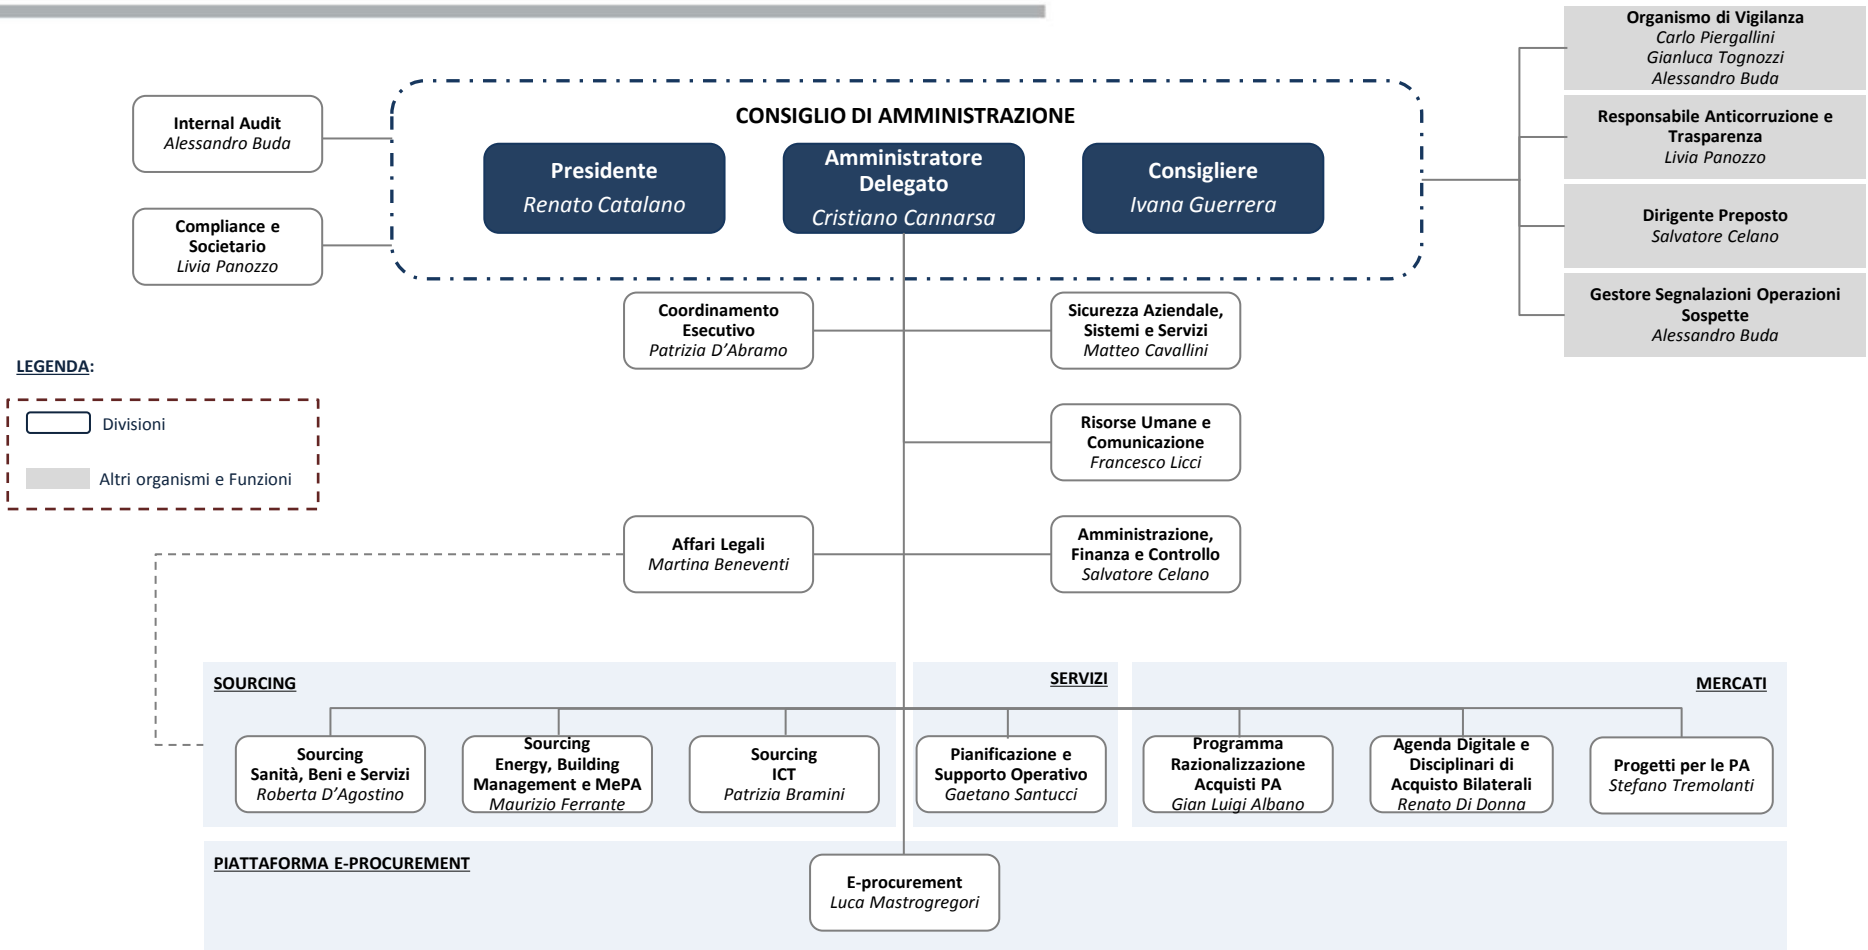 Organismo di Vigilanza
Carlo Piergallini
Gianluca Tognozzi
Alessandro Buda
Responsabile Anticorruzione e
Trasparenza
Livia Panozzo
Dirigente Preposto
Salvatore Celano
Gestore Segnalazioni Operazioni
Sospette
Alessandro Buda
CONSIGLIO DI AMMINISTRAZIONE
Internal Audit
Alessandro Buda
Compliance e
Societario
Livia Panozzo
Presidente
Renato Catalano
Amministratore
Delegato
Cristiano Cannarsa
Consigliere
Ivana Guerrera
Coordinamento
Esecutivo
Patrizia D'Abramo
Sicurezza Aziendale,
Sistemi e Servizi
Matteo Cavallini
LEGENDA:
Divisioni
Altri organismi e Funzioni
Risorse Umane e
Comunicazione
Francesco Licci
Affari Legali
Martina Beneventi
Amministrazione,
Finanza e Controllo
Salvatore Celano
SOURCING
Sourcing
Sanità, Beni e Servizi
Roberta D'Agostino
Sourcing
Energy, Building
Management e MePA
Maurizio Ferrante
Sourcing
ICT
Patrizia Bramini
SERVIZI
Pianificazione e
Supporto Operativo
Gaetano Santucci
MERCATI
Programma
Razionalizzazione
Acquisti PA
Gian Luigi Albano
Agenda Digitale e
Disciplinari di
Acquisto Bilaterali
Renato Di Donna
Progetti per le PA
Stefano Tremolanti
PIATTAFORMA E-PROCUREMENT
E-procurement
Luca Mastrogregori